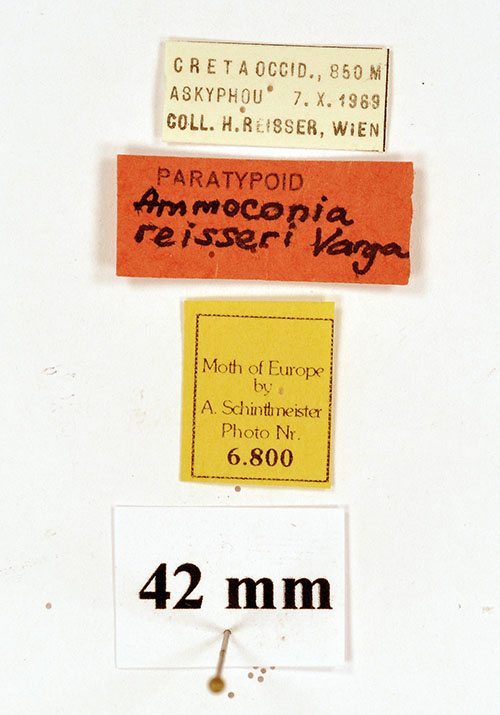 CRETA OCCID., 850 M
ASKYPHOU 7. X. 1969
COLL. H. REISSER, WIEN
PARATYPOID
Ammoconia
reisseri Varga
Moth of Europe
by
A. Schintlmeister
Photo Nr.
6.800
42 mm